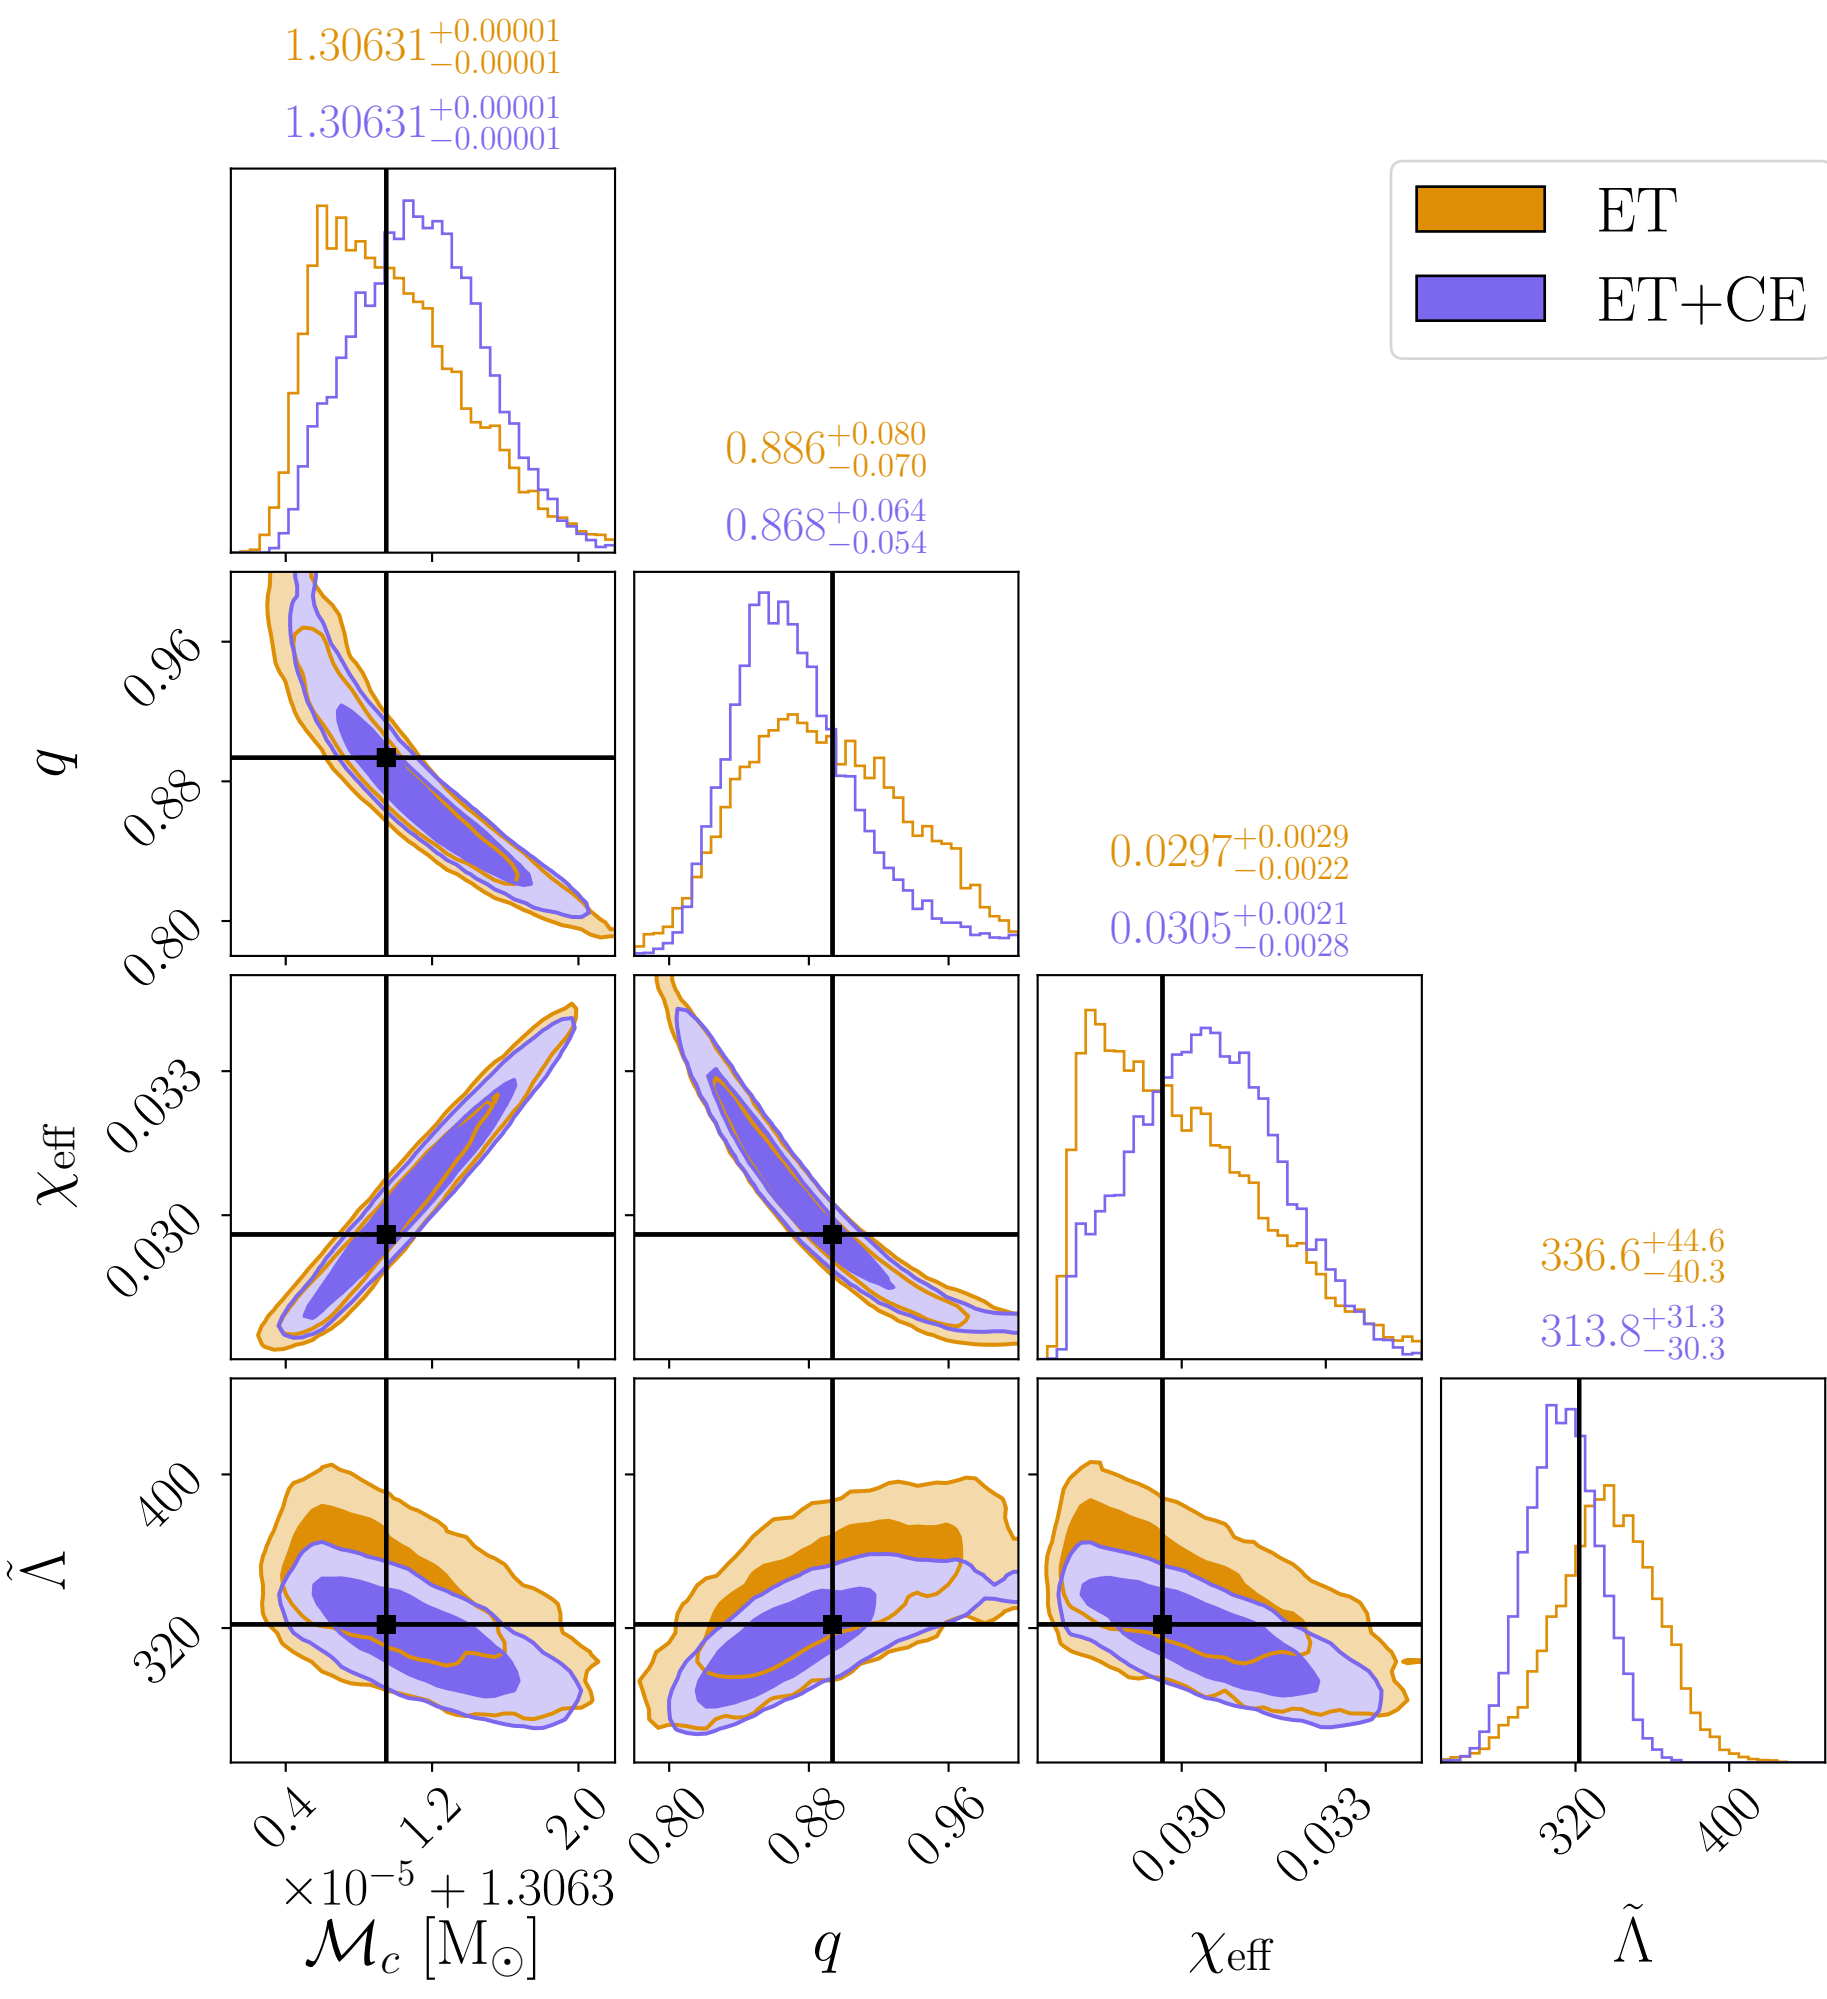 1.30631+0.00001−0.00001
1.30631+0.00001−0.00001
ET
ET+CE
0.886+0.080−0.070
0.868+0.064−0.054
q
0.96
0.88
0.80
0.0297+0.0029−0.0022
0.0305+0.0021−0.0028
χeff
0.033
0.030
336.6+44.6−40.3
313.8+31.3−30.3
Λ̃
400
320
0.4 1.2 2.0
0.80 0.88 0.96
0.030 0.033
320 400
×10−5 + 1.3063
ℳc [M⊙]
q
χeff
Λ̃